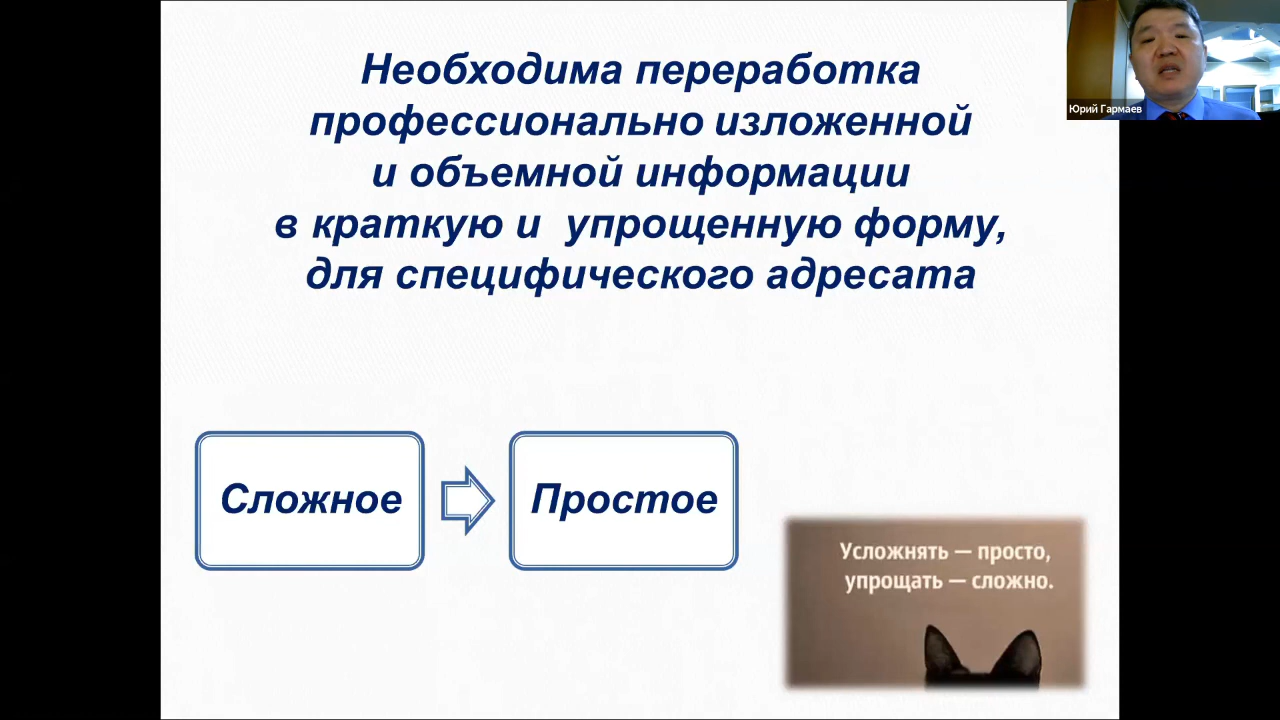 Необходима переработка
профессионально изложенной
и объемной информации
в краткую и упрощенную форму,
для специфического адресата
Юрий Гармаев
Сложное
Простое
Усложнять — просто,
упрощать — сложно.